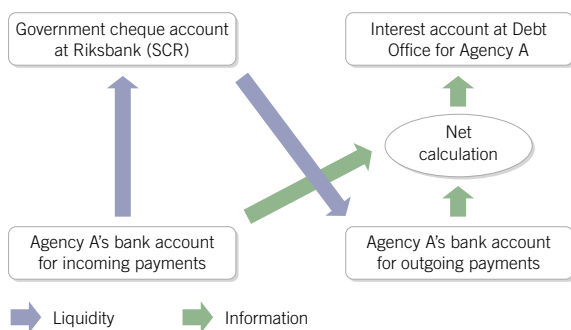 Government cheque account
at Riksbank (SCR)
Interest account at Debt
Office for Agency A
Net
calculation
Agency A's bank account
for incoming payments
Agency A's bank account
for outgoing payments
Liquidity
Information